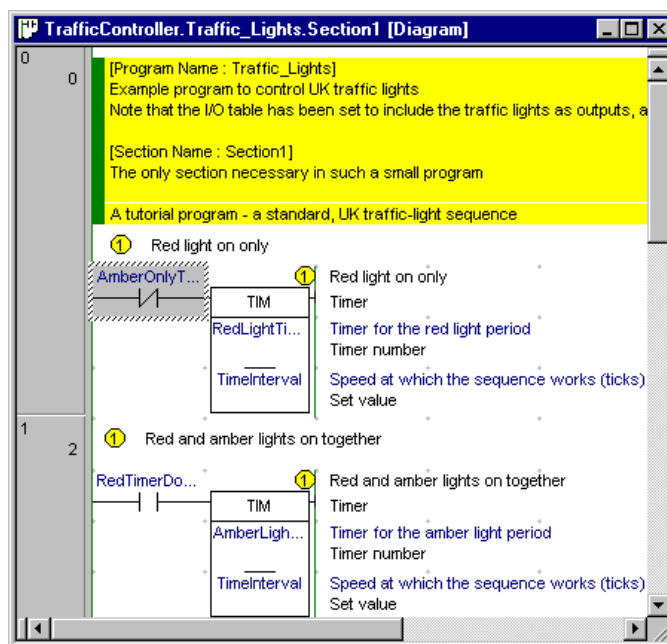 TrafficController.Traffic_Lights.Section1 [Diagram]
0
0
[Program Name : Traffic_Lights]
Example program to control UK traffic lights
Note that the I/O table has been set to include the traffic lights as outputs, a
[Section Name : Section1]
The only section necessary in such a small program
A tutorial program - a standard, UK traffic-light sequence
1 Red light on only
AmberOnlyT...
1 Red light on only
TIM Timer
RedLightTi... Timer for the red light period
Timer number
TimeInterval Speed at which the sequence works (ticks)
Set value
1
2
1 Red and amber lights on together
RedTimerDo...
1 Red and amber lights on together
TIM Timer
AmberLigh... Timer for the amber light period
Timer number
TimeInterval Speed at which the sequence works (ticks)
Set value